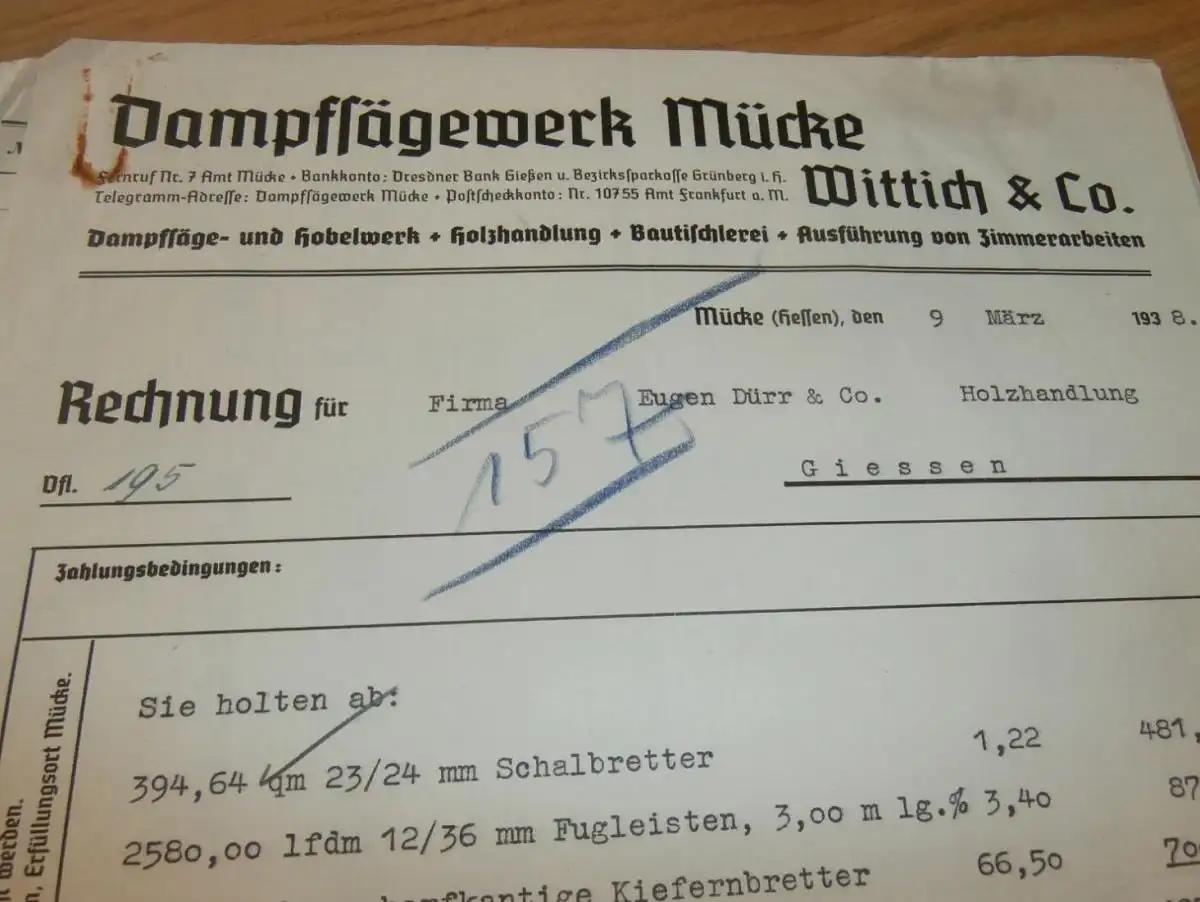 Dampfsägewerk Mücke
Wittich & Co.
Fernruf Nr. 7 Amt Mücke • Bankkonto: Dresdner Bank Gießen u. Bezirkssparkasse Grünberg i. H.
Telegramm-Adresse: Dampfsägewerk Mücke • Postscheckkonto: Nr. 10755 Amt Frankfurt a. M.
Dampfsäge- und Hobelwerk + Holzhandlung + Bautischlerei + Ausführung von Zimmerarbeiten
Mücke (Hessen), den 9 März 1938.
Rechnung für Firma Eugen Dürr & Co. Holzhandlung
157
Dfl. 195
Giessen
Zahlungsbedingungen:
Sie holten ab:
394,64 qm 23/24 mm Schalbretter 1,22 481,
2580,00 lfdm 12/36 mm Fugleisten, 3,00 m lg.% 3,40 87
Kiefernbretter 66,50 70
werden.
Erfüllungsort Mücke.